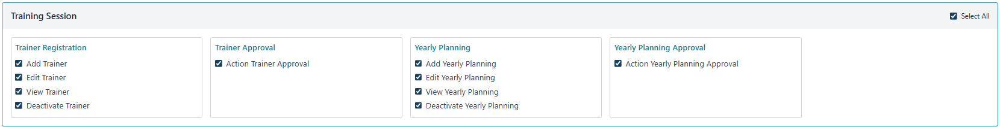 Training Session
Select All
Trainer Registration
Add Trainer
Edit Trainer
View Trainer
Deactivate Trainer
Trainer Approval
Action Trainer Approval
Yearly Planning
Add Yearly Planning
Edit Yearly Planning
View Yearly Planning
Deactivate Yearly Planning
Yearly Planning Approval
Action Yearly Planning Approval